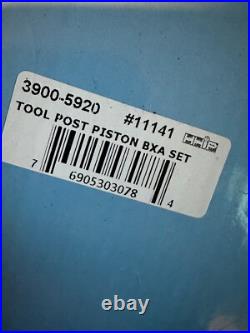 3900-5920 #11141
TOOL POST PISTON BXA SET
7 6905303078 4